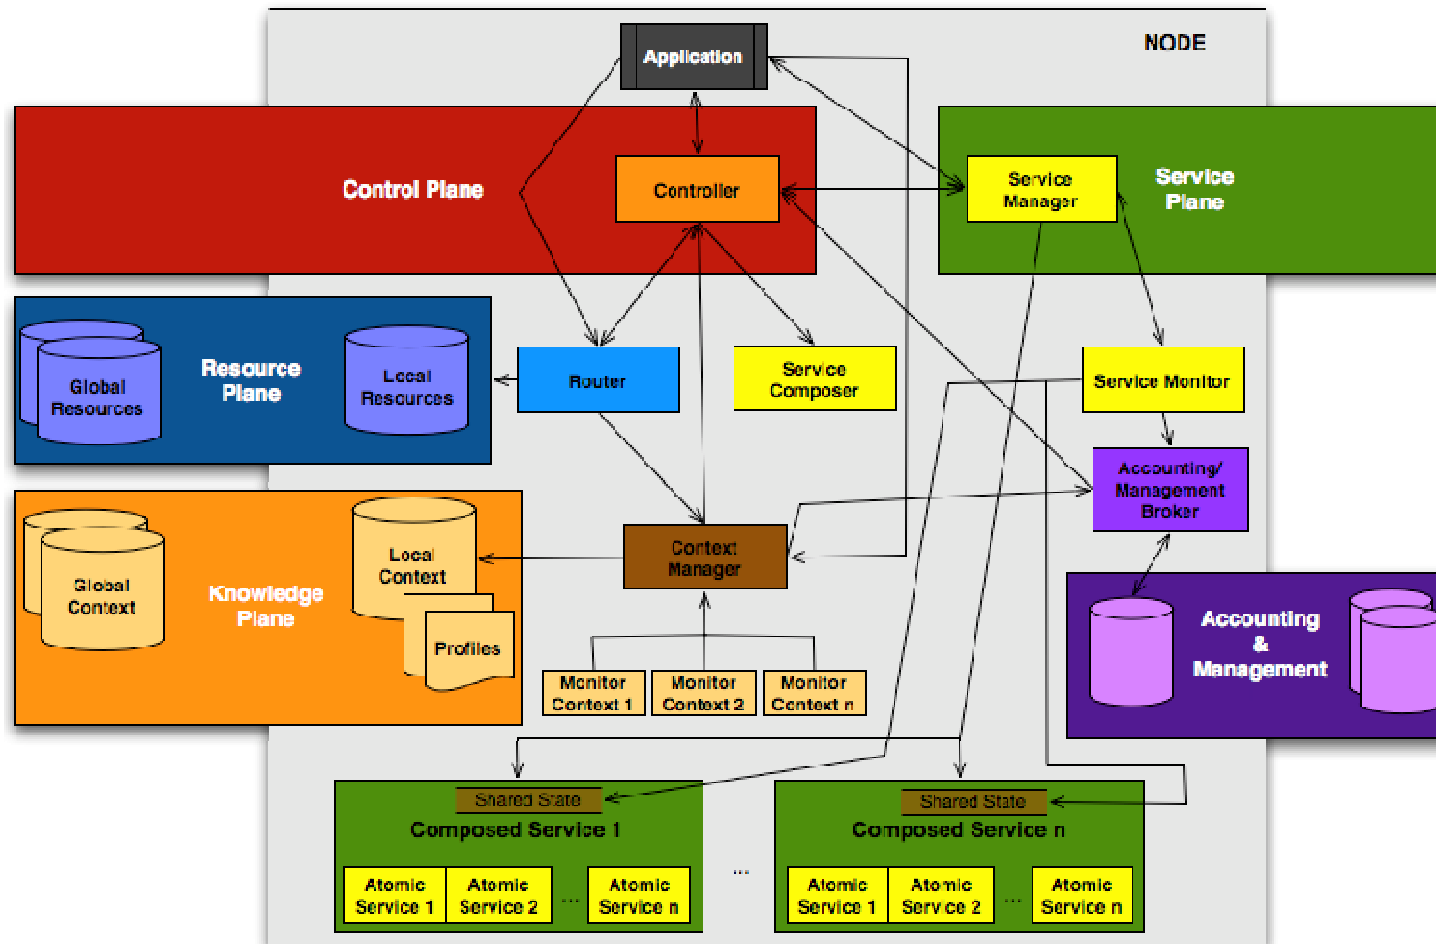 NODE
Application
Control Plane
Controller
Service
Manager
Service
Plane
Global
Resources
Resource
Plane
Local
Resources
Router
Service
Composer
Service Monitor
Accounting/
Management
Broker
Global
Context
Knowledge
Plane
Local
Context
Profiles
Context
Manager
Monitor
Context 1
Monitor
Context 2
Monitor
Context n
Accounting
&
Management
Shared State
Composed Service 1
Atomic
Service 1
Atomic
Service 2
...
Atomic
Service n
...
Shared State
Composed Service n
Atomic
Service 1
Atomic
Service 2
...
Atomic
Service n